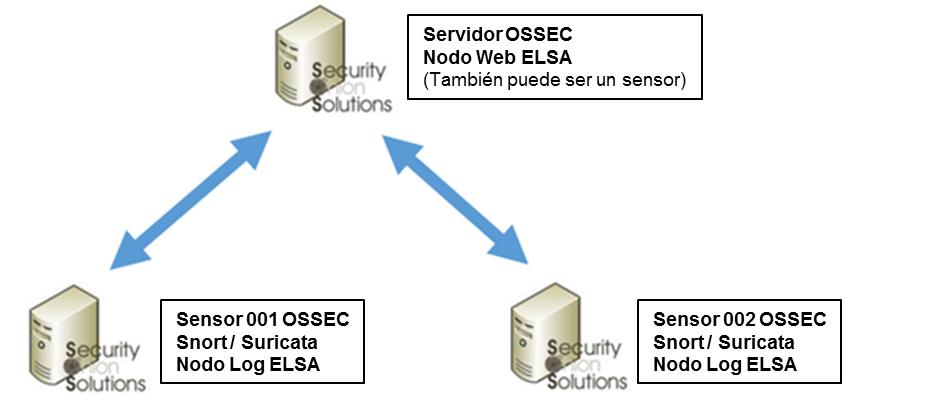 Servidor OSSEC
Nodo Web ELSA
(También puede ser un sensor)
Security
Onion
Solutions
Sensor 001 OSSEC
Snort / Suricata
Nodo Log ELSA
Security
Onion
Solutions
Sensor 002 OSSEC
Snort / Suricata
Nodo Log ELSA
Security
Onion
Solutions